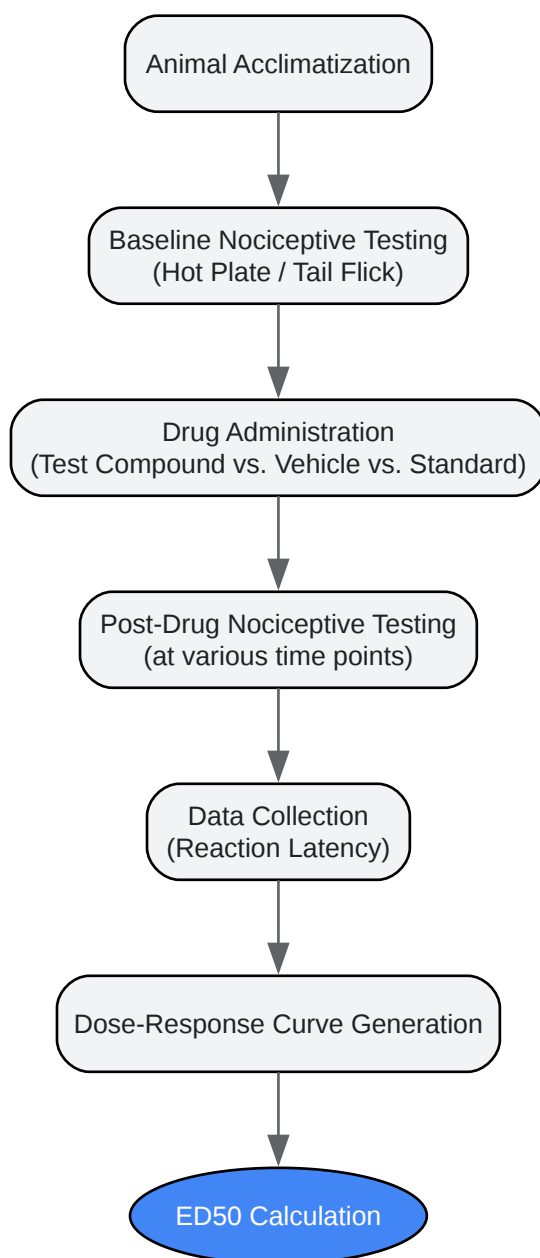 Animal Acclimatization
Baseline Nociceptive Testing
(Hot Plate / Tail Flick)
Drug Administration
(Test Compound vs. Vehicle vs. Standard)
Post-Drug Nociceptive Testing
(at various time points)
Data Collection
(Reaction Latency)
Dose-Response Curve Generation
ED50 Calculation